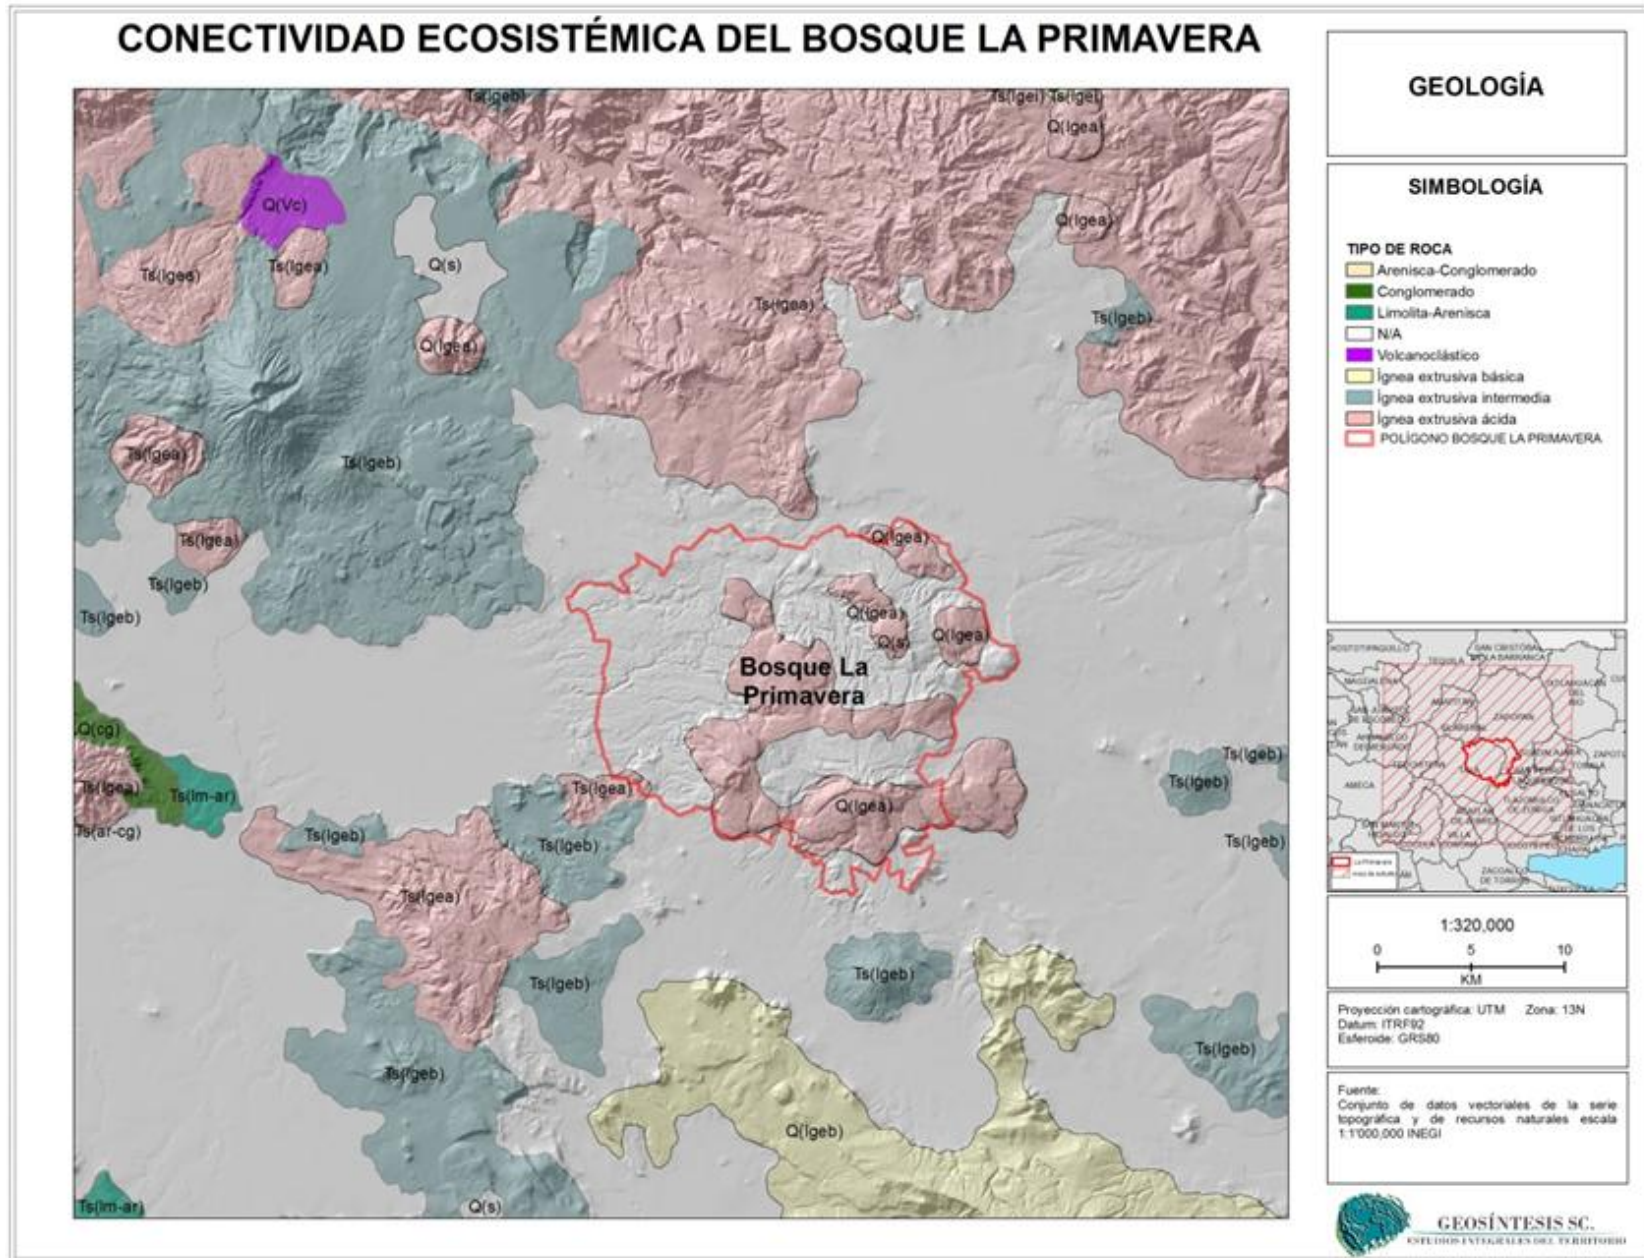 CONECTIVIDAD ECOSISTÉMICA DEL BOSQUE LA PRIMAVERA
Ts(Igeb)
Ts(Igei) Ts(Igei)
Q(Igea)
Q(Vc)
Q(Igea)
Q(s)
Ts(Igea)
Ts(Igea)
Ts(Igea)
Ts(Igeb)
Q(Igea)
Ts(Igea)
Ts(Igeb)
Q(Igea)
Ts(Igea)
Ts(Igeb)
Ts(Igeb)
Q(Igea)
Q(s)
Q(Igea)
Bosque La
Primavera
Q(cg)
Ts(Igeb)
Ts(Igea)
Ts(lm-ar)
Ts(Igea)
Ts(Igeb)
Q(Igea)
Ts(ar-cg)
Ts(Igeb)
Ts(Igeb)
Ts(Igeb)
Ts(Igea)
Ts(Igeb)
Ts(Igeb)
Ts(Igeb)
Ts(Igeb)
Q(Igeb)
Ts(lm-ar)
Q(s)
GEOLOGÍA
SIMBOLOGÍA
TIPO DE ROCA
Arenisca-Conglomerado
Conglomerado
Limolita-Arenisca
N/A
Volcanoclástico
Ígnea extrusiva básica
Ígnea extrusiva intermedia
Ígnea extrusiva ácida
POLÍGONO BOSQUE LA PRIMAVERA
TEQUILA
ZAPOPAN
AMECA
1:320,000
0 5 10
KM
Proyección cartográfica: UTM Zona: 13N
Datum: ITRF92
Esferoide: GRS80
Fuente:
Conjunto de datos vectoriales de la serie
topográfica y de recursos naturales escala
1:1'000,000 INEGI
GEOSÍNTESIS SC.
ESTUDIOS INTEGRALES DEL TERRITORIO